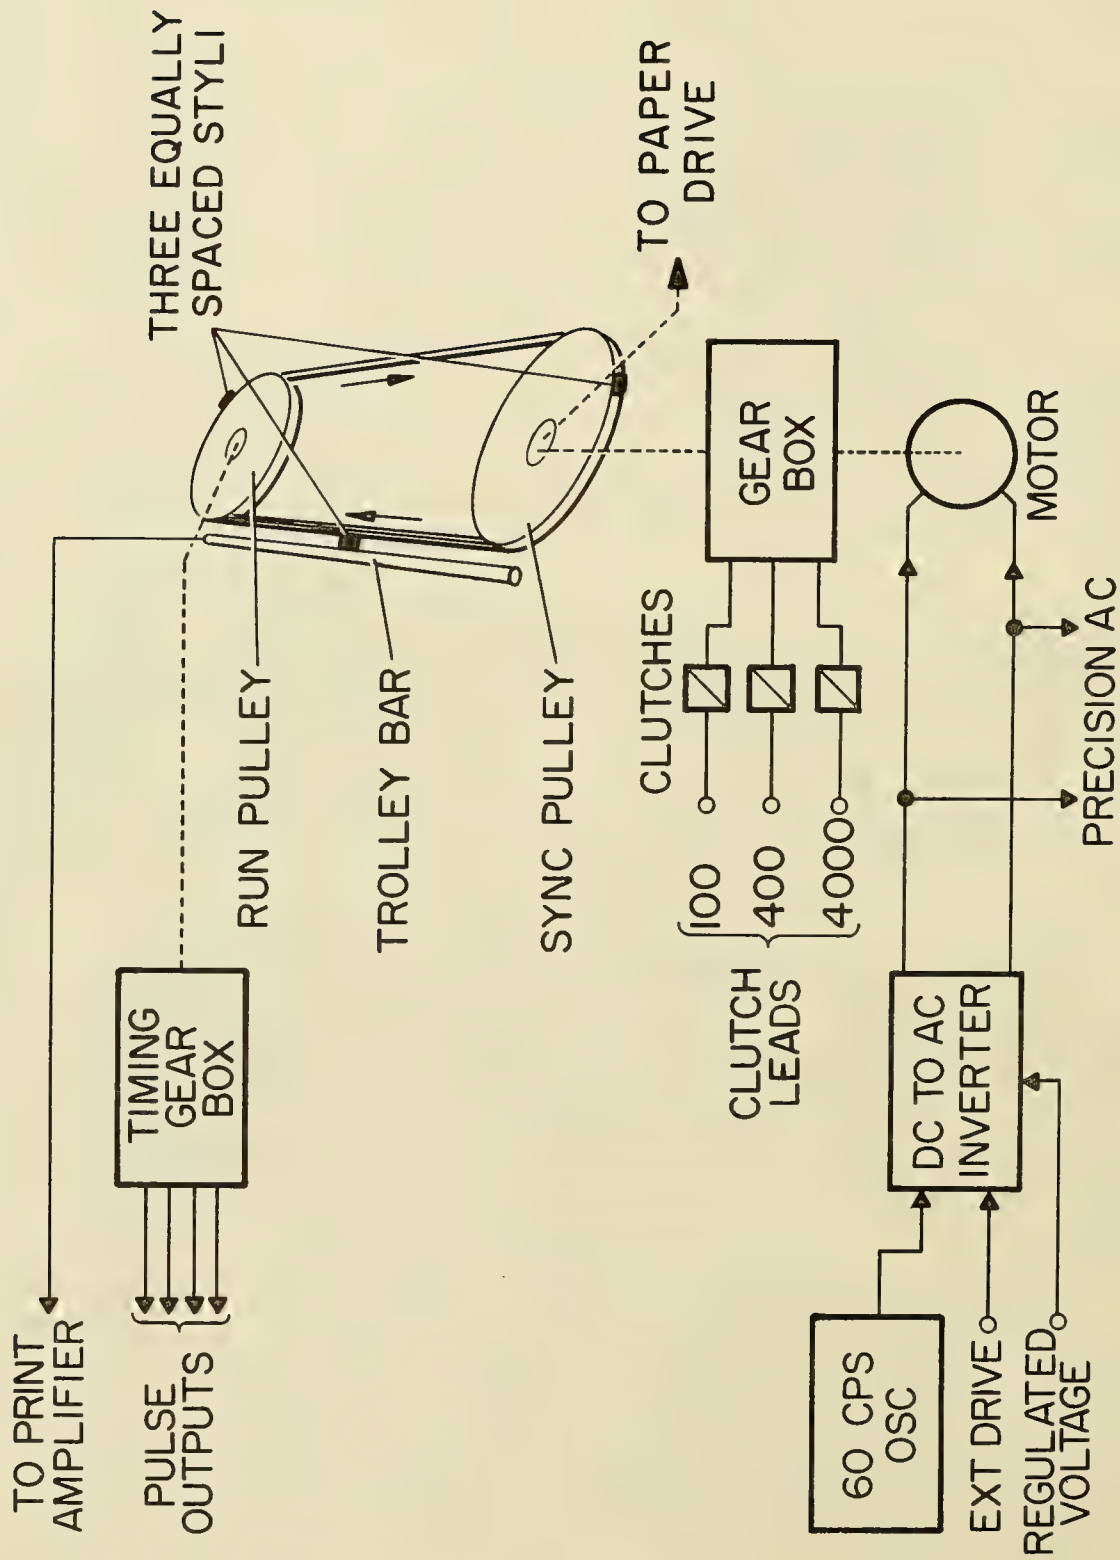 TO PRINT
AMPLIFIER
PULSE
OUTPUTS
TIMING
GEAR
BOX
THREE EQUALLY
SPACED STYLI
RUN PULLEY
TROLLEY BAR
SYNC PULLEY
TO PAPER
DRIVE
CLUTCHES
CLUTCH
LEADS
100
400
4000
GEAR
BOX
60 CPS
OSC
EXT DRIVE
REGULATED
VOLTAGE
DC TO AC
INVERTER
MOTOR
PRECISION AC